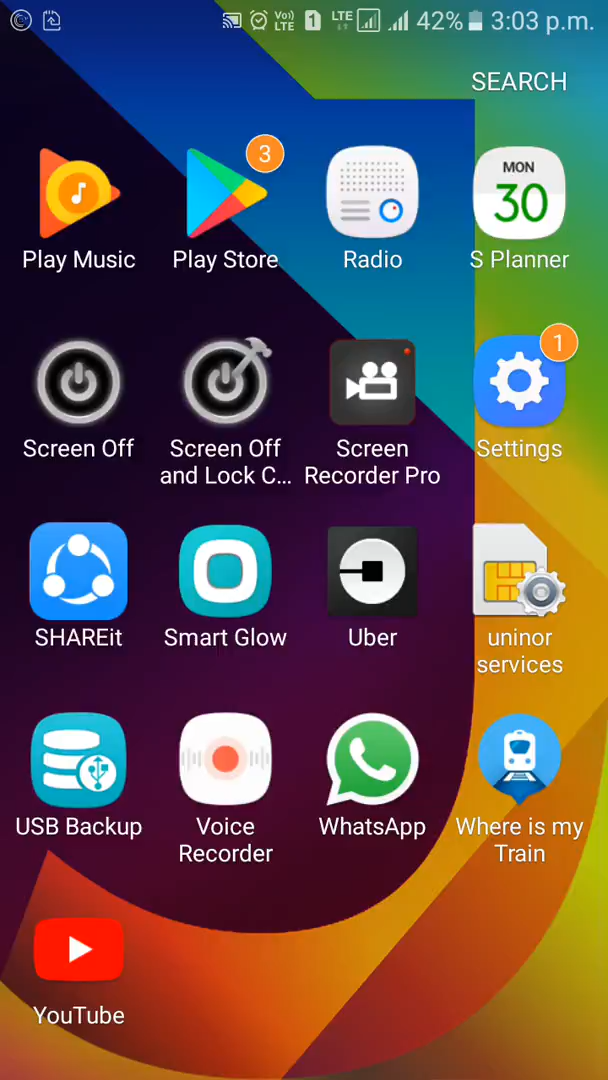 Vo)) LTE 1 LTE 42% 3:03 p.m.
SEARCH
3
MON
30
Play Music Play Store Radio S Planner
1
Screen Off Screen Off and Lock C... Screen Recorder Pro Settings
SHAREit Smart Glow Uber uninor services
USB Backup Voice Recorder WhatsApp Where is my Train
YouTube